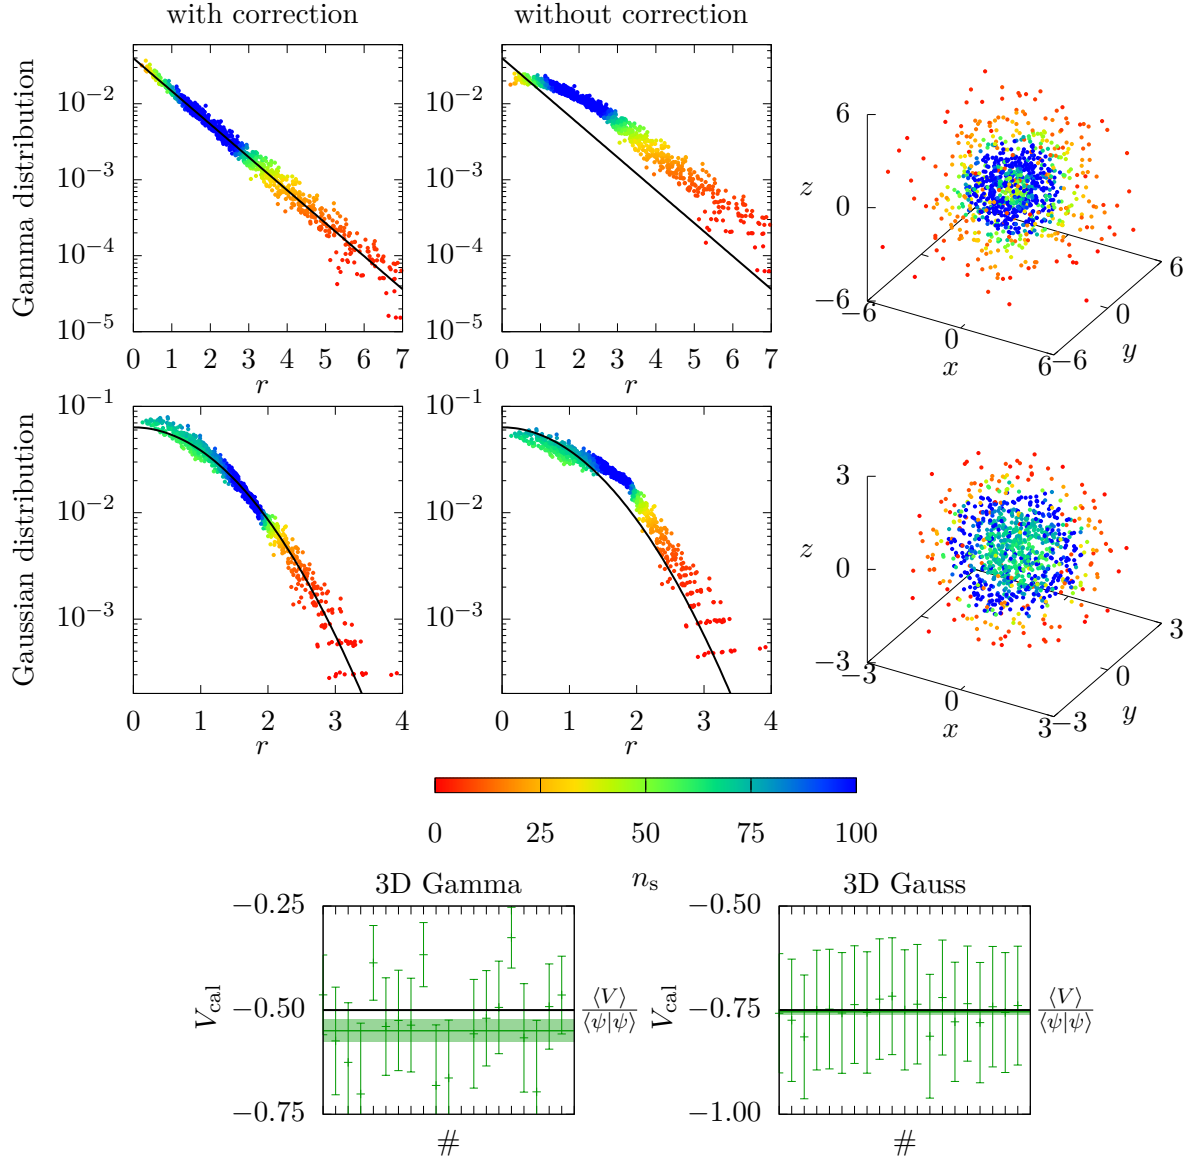 with correction
without correction
Gamma distribution
10⁻²
10⁻³
10⁻⁴
10⁻⁵
0 1 2 3 4 5 6 7
r
10⁻²
10⁻³
10⁻⁴
10⁻⁵
0 1 2 3 4 5 6 7
r
6
z
0
−6
−6
0
x
6
−6
0
y
6
Gaussian distribution
10⁻¹
10⁻²
10⁻³
0 1 2 3 4
r
10⁻¹
10⁻²
10⁻³
0 1 2 3 4
r
3
z
0
−3
−3
0
x
3
−3
0
y
3
0 25 50 75 100
nₛ
3D Gamma
−0.25
−0.50
−0.75
V_cal
#
⟨V⟩
⟨ψ|ψ⟩
3D Gauss
−0.50
−0.75
−1.00
V_cal
#
⟨V⟩
⟨ψ|ψ⟩